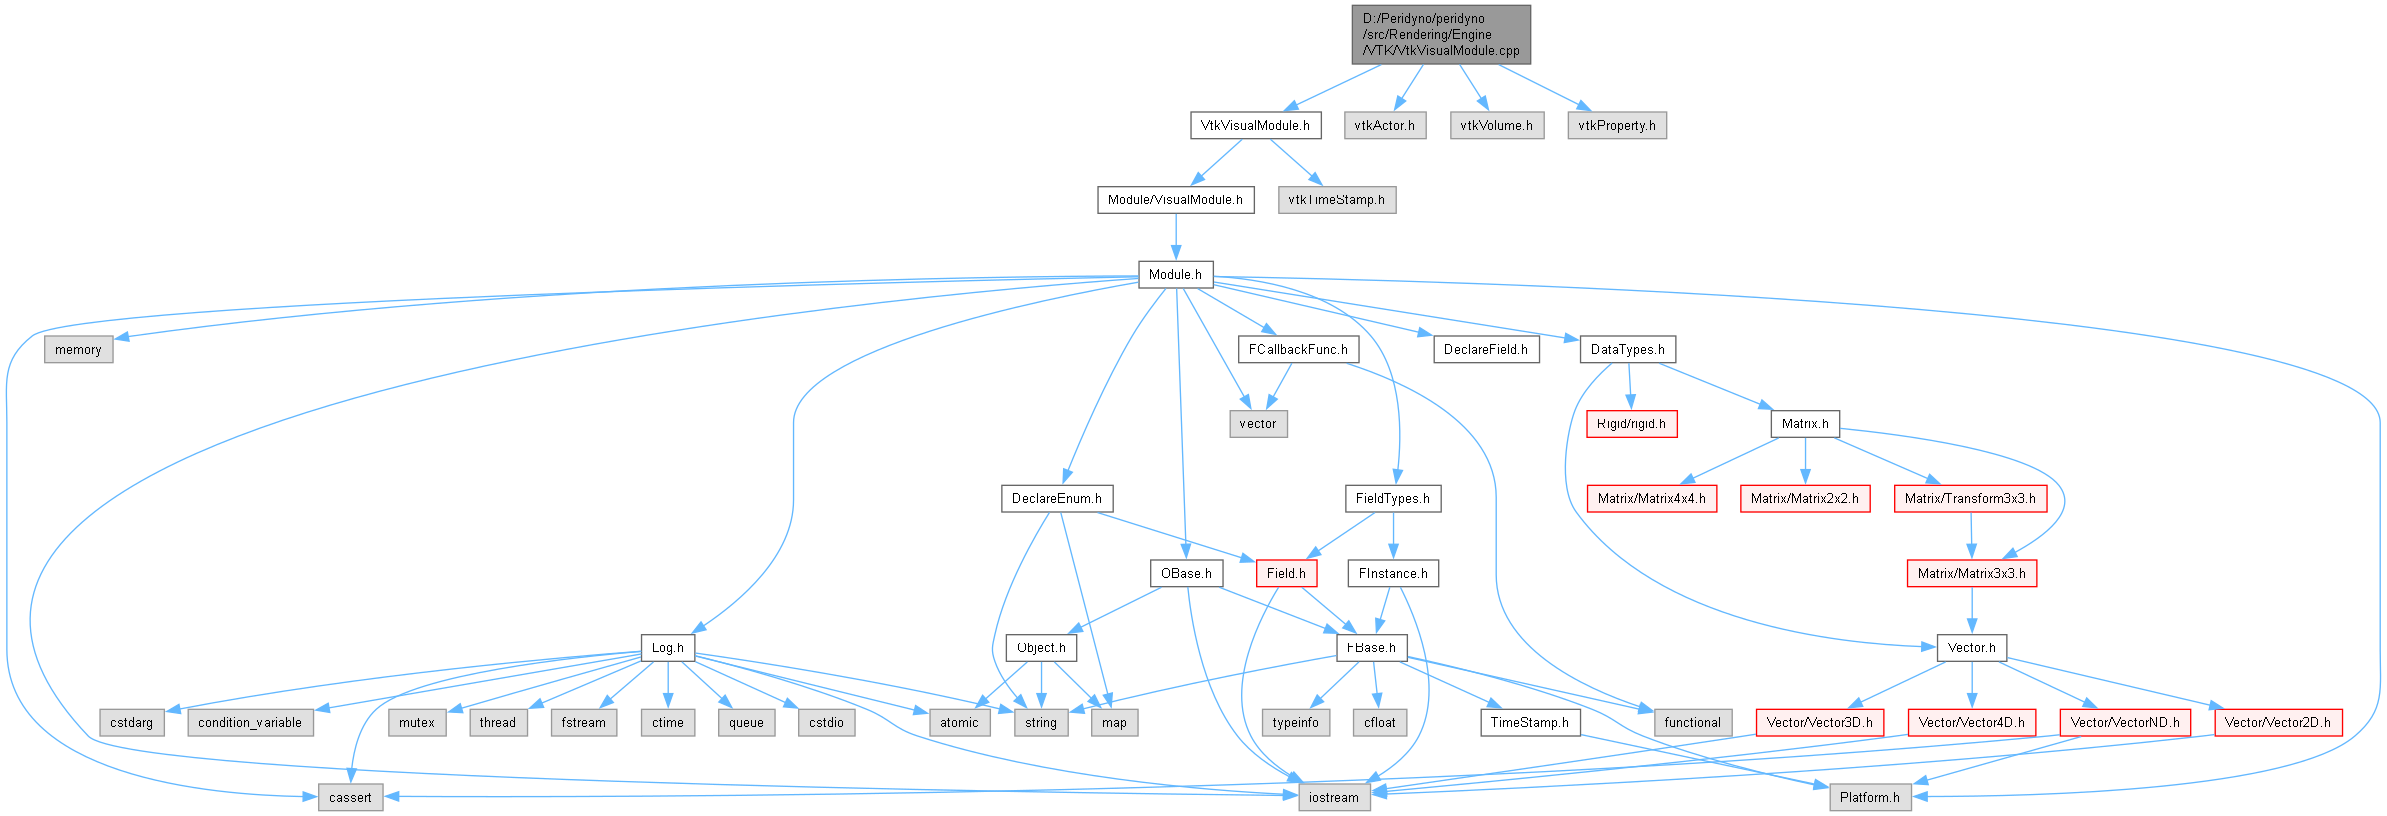 D:/Peridyno/peridyno
/src/Rendering/Engine
/VTK/VtkVisualModule.cpp
VtkVisualModule.h
vtkActor.h
vtkVolume.h
vtkProperty.h
Module/VisualModule.h
vtkTimeStamp.h
Module.h
memory
FCallbackFunc.h
DeclareField.h
DataTypes.h
vector
Rigid/rigid.h
Matrix.h
DeclareEnum.h
FieldTypes.h
Matrix/Matrix4x4.h
Matrix/Matrix2x2.h
Matrix/Transform3x3.h
OBase.h
Field.h
FInstance.h
Matrix/Matrix3x3.h
Log.h
Object.h
FBase.h
Vector.h
cstdarg
condition_variable
mutex
thread
fstream
ctime
queue
cstdio
atomic
string
map
typeinfo
cfloat
TimeStamp.h
functional
Vector/Vector3D.h
Vector/Vector4D.h
Vector/VectorND.h
Vector/Vector2D.h
cassert
iostream
Platform.h